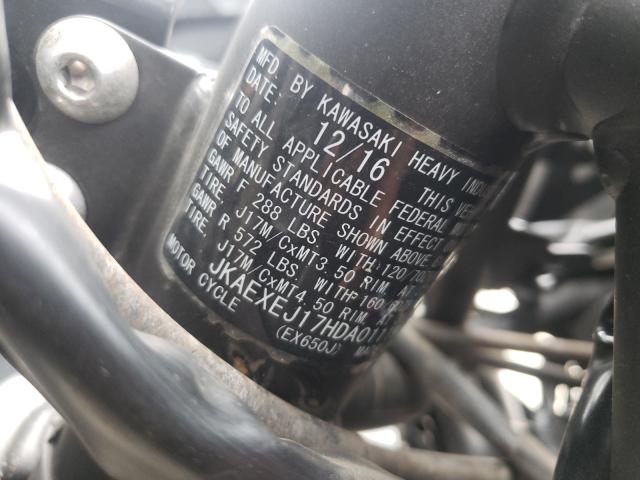 MFD. BY KAWASAKI HEAVY
DATE: 12/16 THIS
TO ALL APPLICABLE FEDERAL
SAFETY STANDARDS IN EFFECT
OF MANUFACTURE SHOWN ABOVE.
GAWR F 288 LBS. WITH 120/70
TIRE. J17M/CxMT3.50 RIM.
GAWR R 572 LBS. WITH 160
TIRE. J17M/CxMT4.50 RIM. AT
JKAEXEJ17HDA01
MOTOR CYCLE (EX650J)